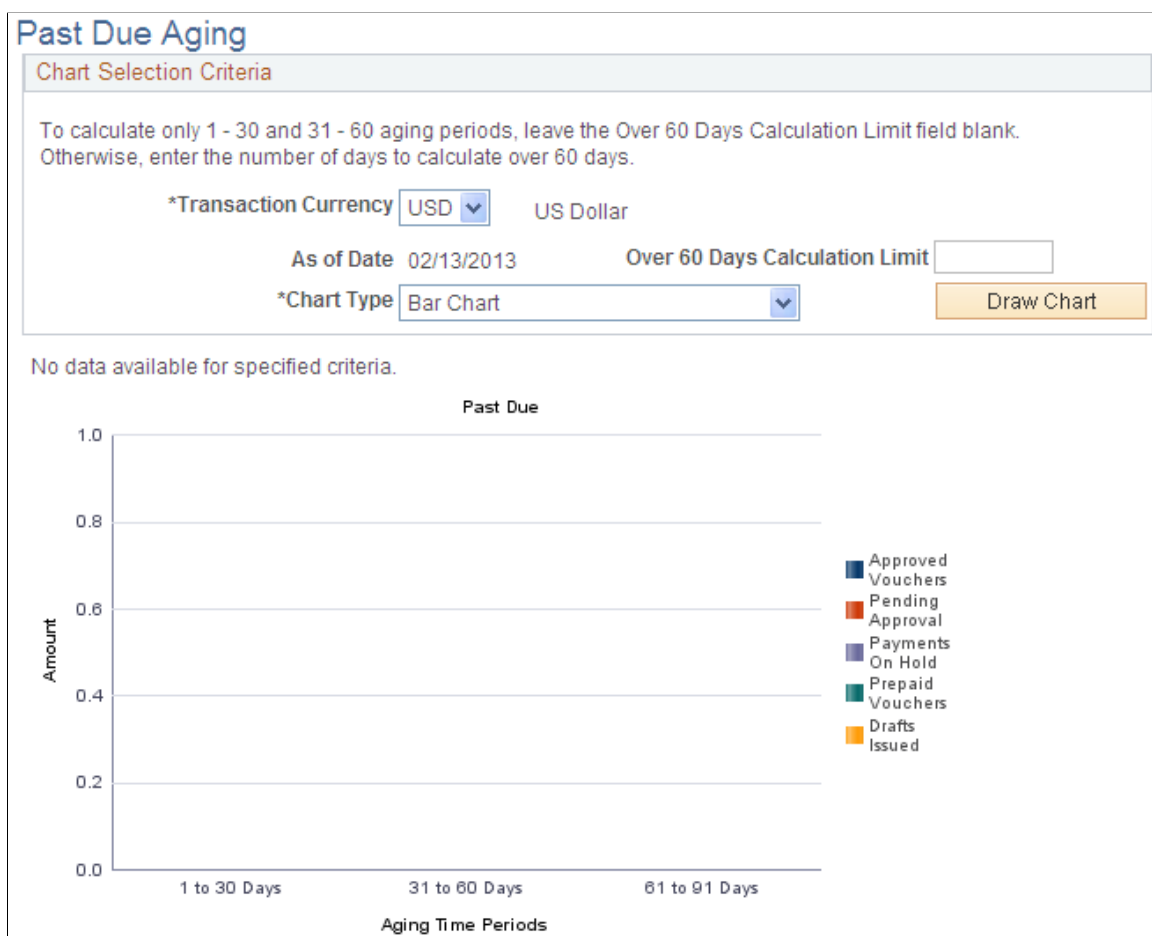 Past Due Aging
Chart Selection Criteria
To calculate only 1 - 30 and 31 - 60 aging periods, leave the Over 60 Days Calculation Limit field blank.
Otherwise, enter the number of days to calculate over 60 days.
*Transaction Currency USD US Dollar
As of Date 02/13/2013 Over 60 Days Calculation Limit
*Chart Type Bar Chart Draw Chart
No data available for specified criteria.
Past Due
1.0
0.8
0.6
0.4
0.2
0.0
Amount
1 to 30 Days 31 to 60 Days 61 to 91 Days
Aging Time Periods
Approved
Vouchers
Pending
Approval
Payments
On Hold
Prepaid
Vouchers
Drafts
Issued